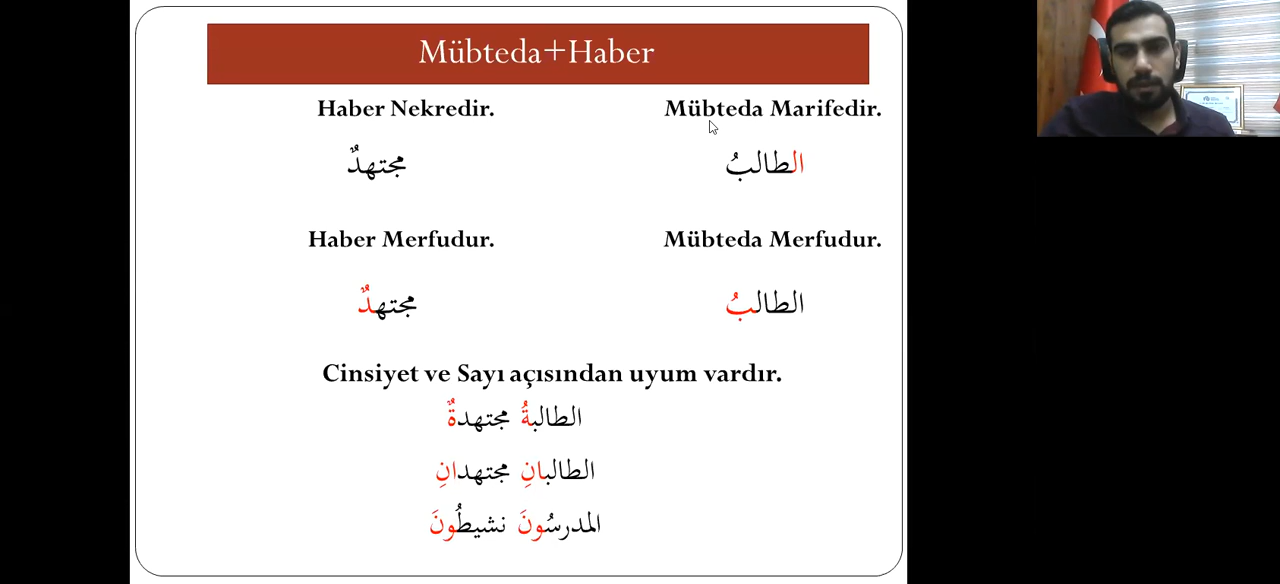 Mübteda+Haber
Haber Nekredir. Mübteda Marifedir.
مجتهدٌ الطالبُ
Haber Merfudur. Mübteda Merfudur.
مجتهدٌ الطالبُ
Cinsiyet ve Sayı açısından uyum vardır.
الطالبةُ مجتهدةٌ
الطالبانِ مجتهدانِ
المدرسُونَ نشيطُونَ